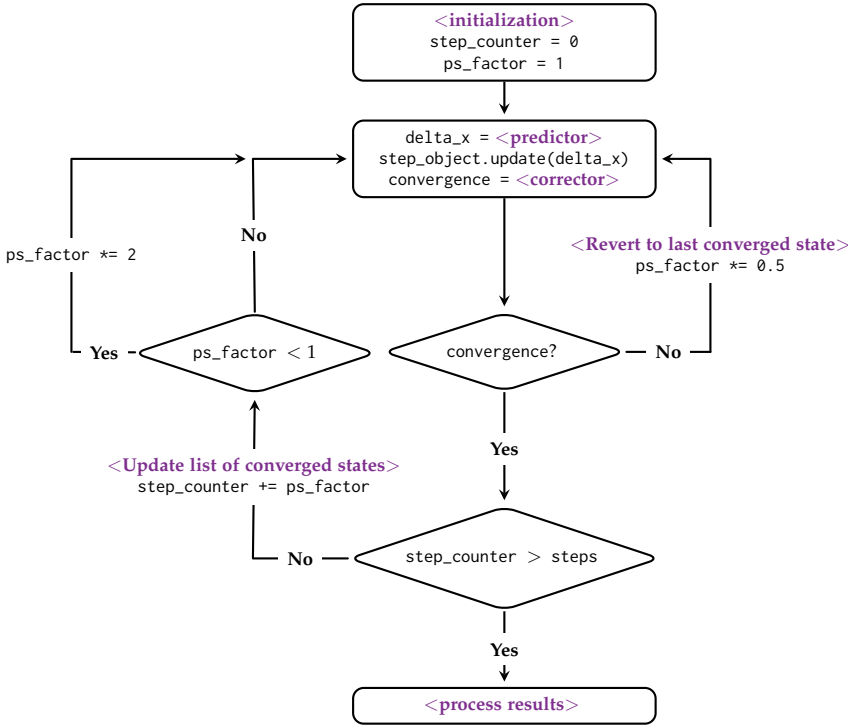 <initialization>
step_counter = 0
ps_factor = 1
delta_x = <predictor>
step_object.update(delta_x)
convergence = <corrector>
No
ps_factor *= 2
<Revert to last converged state>
ps_factor *= 0.5
Yes
ps_factor < 1
convergence?
No
Yes
<Update list of converged states>
step_counter += ps_factor
No
step_counter > steps
Yes
<process results>